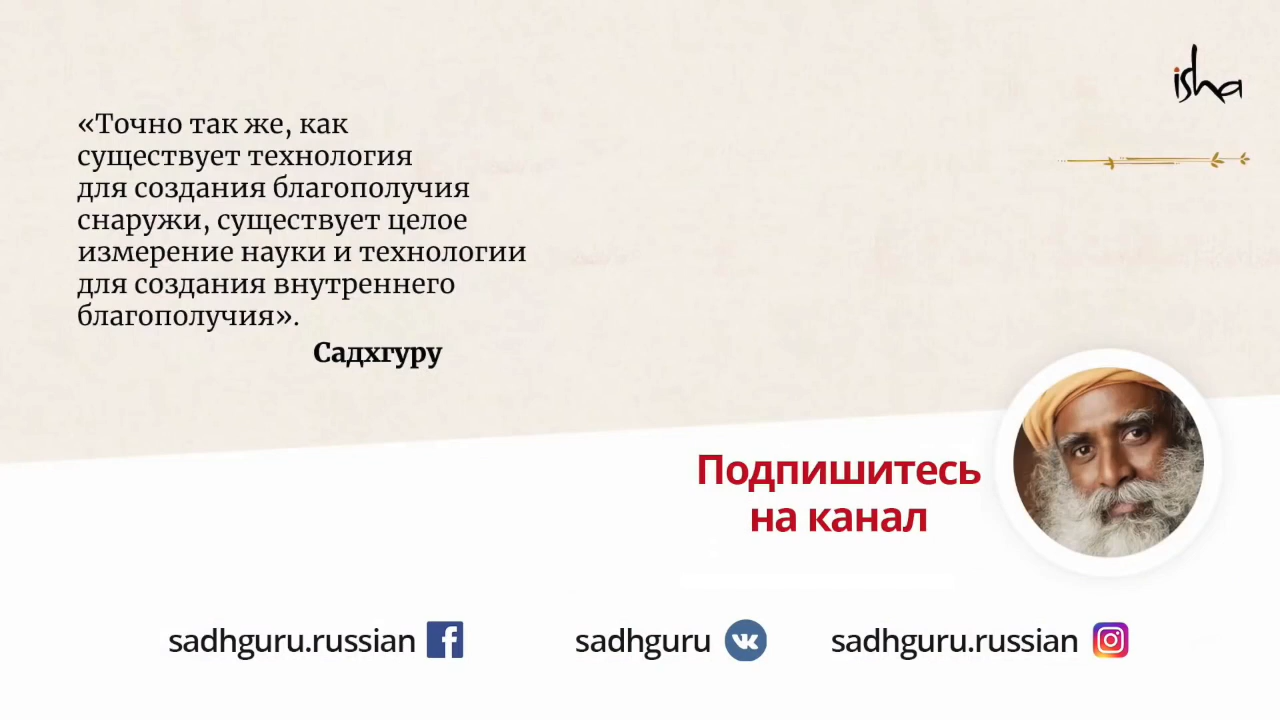 isha
«Точно так же, как
существует технология
для создания благополучия
снаружи, существует целое
измерение науки и технологии
для создания внутреннего
благополучия».
Садхгуру
Подпишитесь
на канал
sadhguru.russian
sadhguru
sadhguru.russian